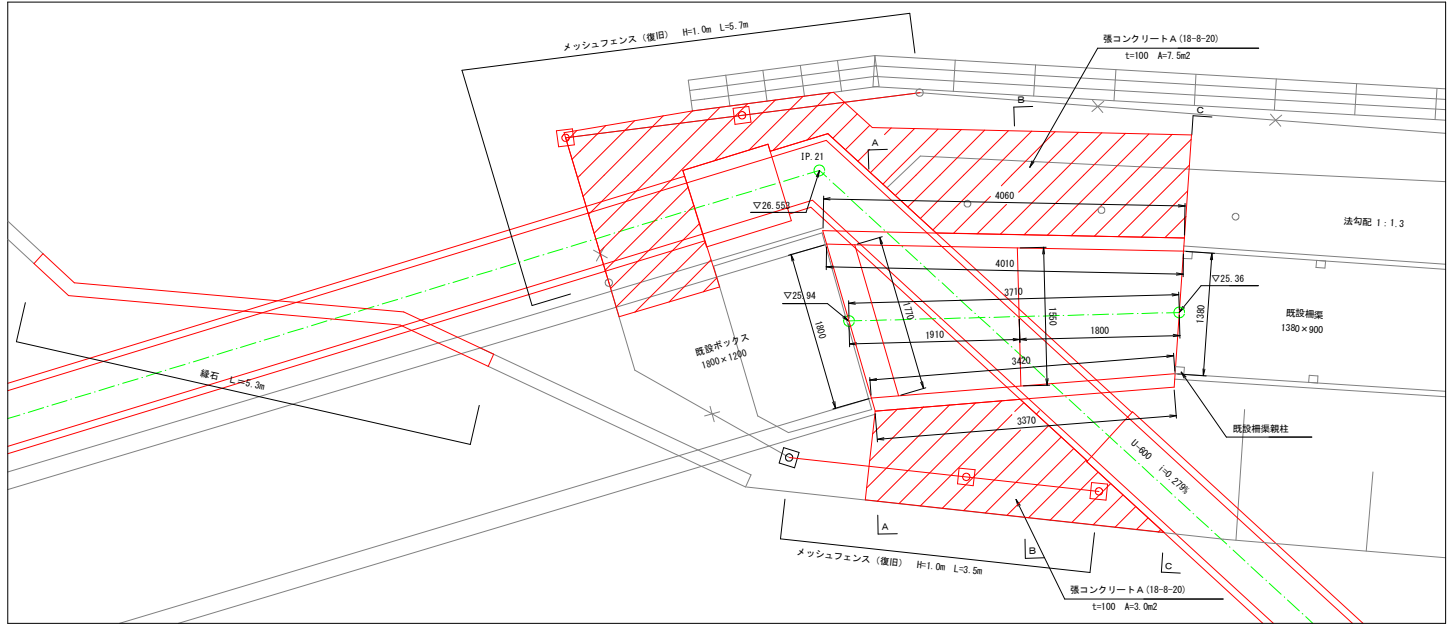 メッシュフェンス（復旧） H=1.0m L=5.7m
張コンクリートA(18-8-20)
t=100 A=7.5m2
B
C
A
IP.21
▽26.553
4060
法勾配 1：1.3
4010
▽25.94
3710
▽25.36
1770
1550
1380
既設柵渠
1380×900
1800
1910
1800
既設ボックス
1800×1200
3420
縁石 L=5.3m
3370
既設柵渠親柱
U-600 i=0.279%
A
B
C
メッシュフェンス（復旧） H=1.0m L=3.5m
張コンクリートA(18-8-20)
t=100 A=3.0m2